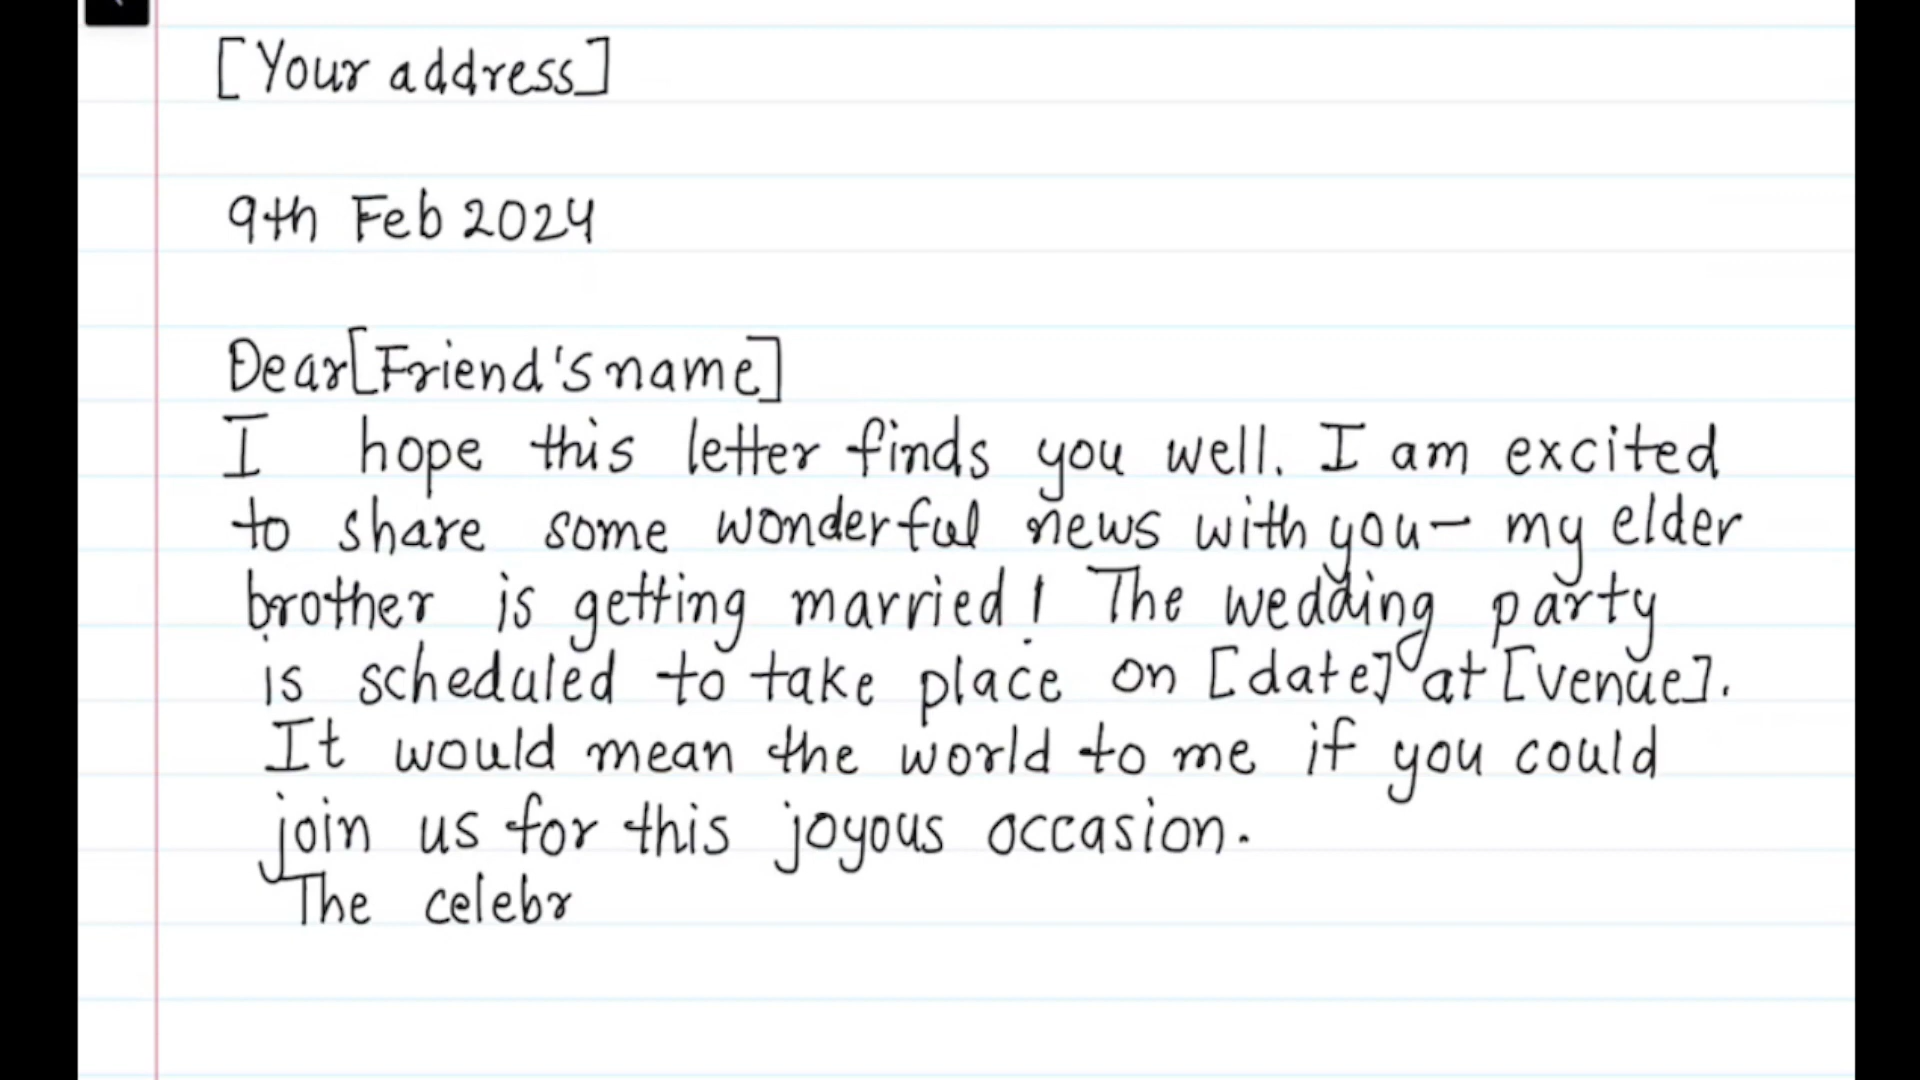 [Your address]
9th Feb 2024
Dear[Friend's name]
I hope this letter finds you well. I am excited
to share some wonderful news with you- my elder
brother is getting married! The wedding party
is scheduled to take place on [date] at [venue].
It would mean the world to me if you could
join us for this joyous occasion.
The celebr